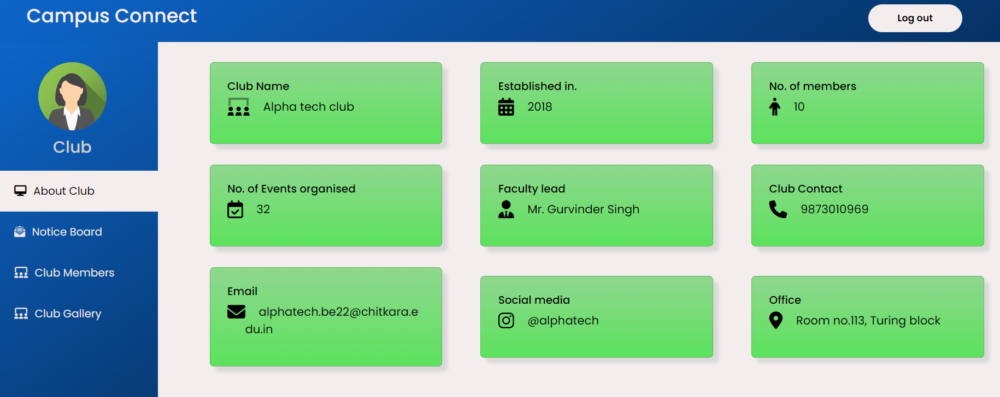 Campus Connect
Log out
Club
About Club
Notice Board
Club Members
Club Gallery
Club Name
Alpha tech club
Established in.
2018
No. of members
10
No. of Events organised
32
Faculty lead
Mr. Gurvinder Singh
Club Contact
9873010969
Email
alphatech.be22@chitkara.e
du.in
Social media
@alphatech
Office
Room no.113, Turing block